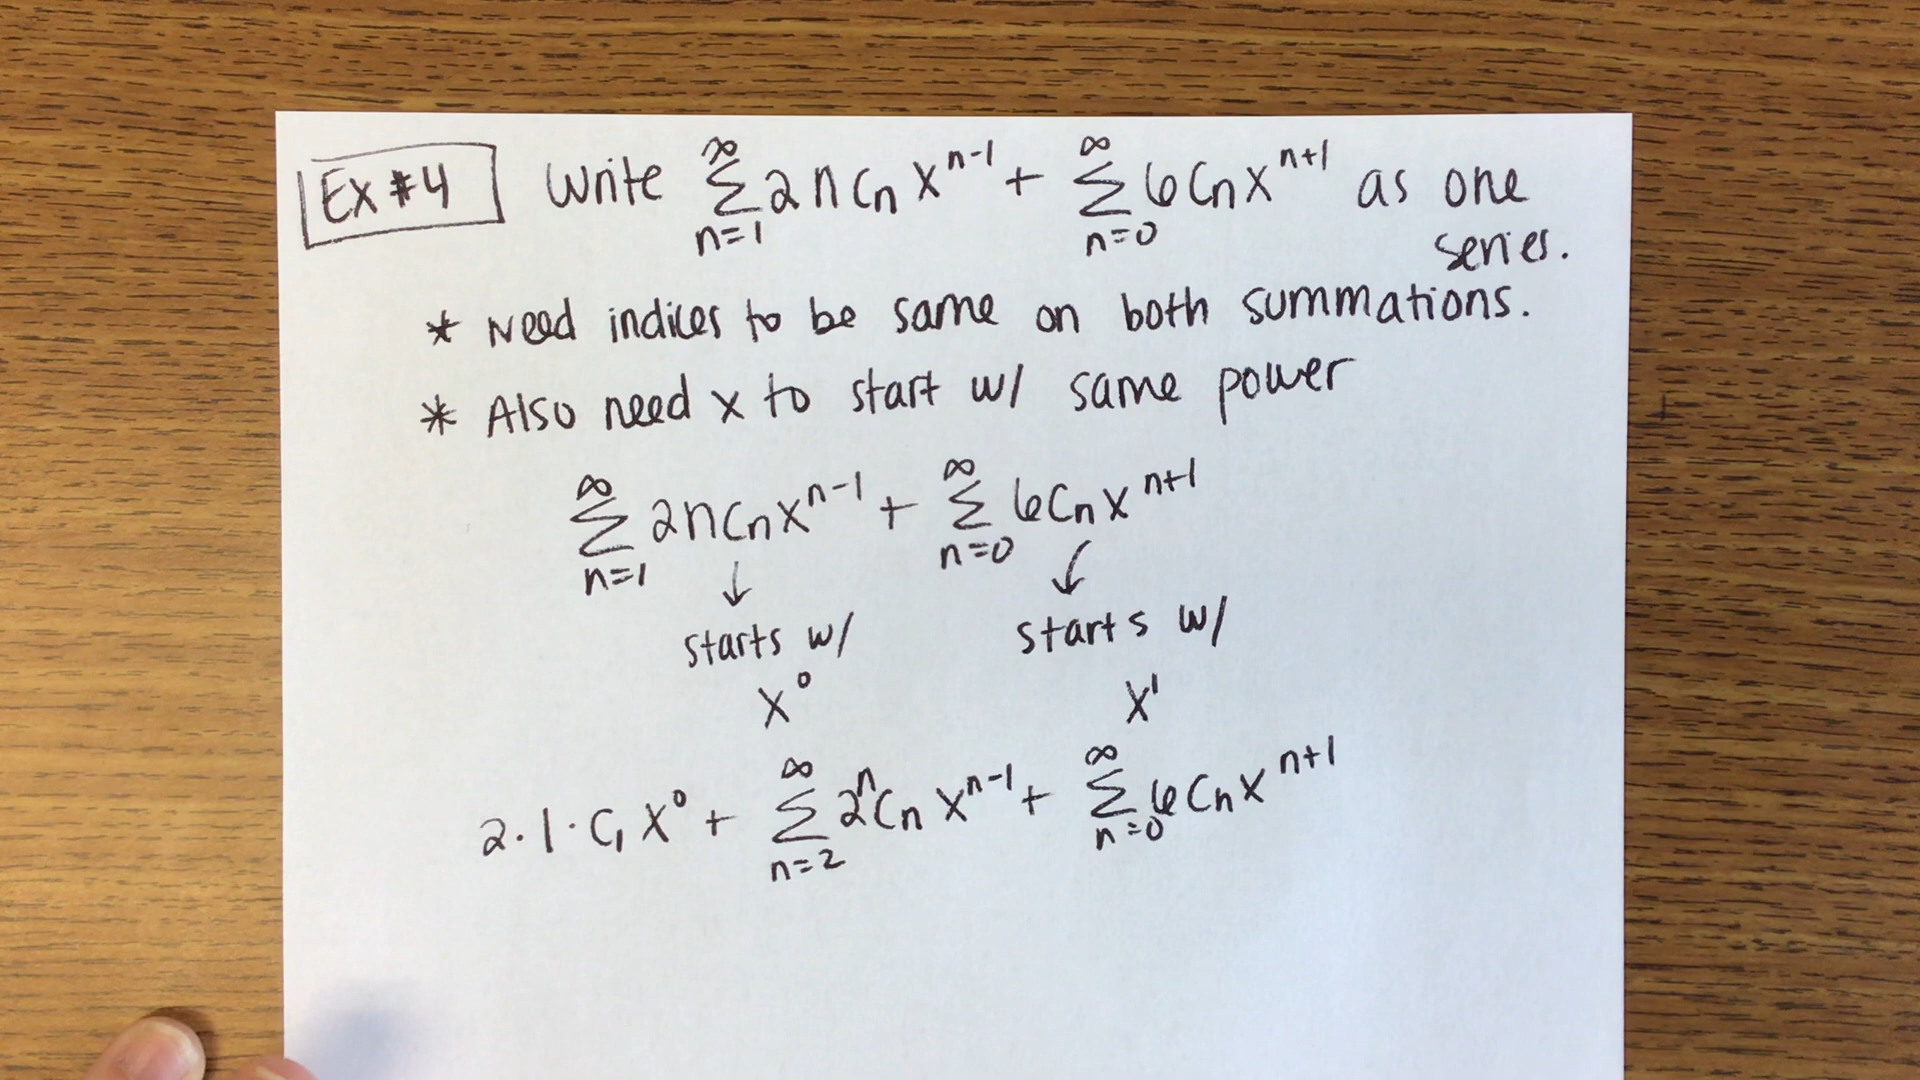 Ex #4 Write ∞ Σ n=1 2ncₙxⁿ⁻¹ + ∞ Σ n=0 6cₙxⁿ⁺¹ as one
series.
* Need indices to be same on both summations.
* Also need x to start w/ same power
∞ Σ n=1 2ncₙxⁿ⁻¹ + ∞ Σ n=0 6cₙxⁿ⁺¹
↓ ↓
starts w/ starts w/
x⁰ x¹
2·1·c₁x⁰ + ∞ Σ n=2 2ncₙxⁿ⁻¹ + ∞ Σ n=0 6cₙxⁿ⁺¹